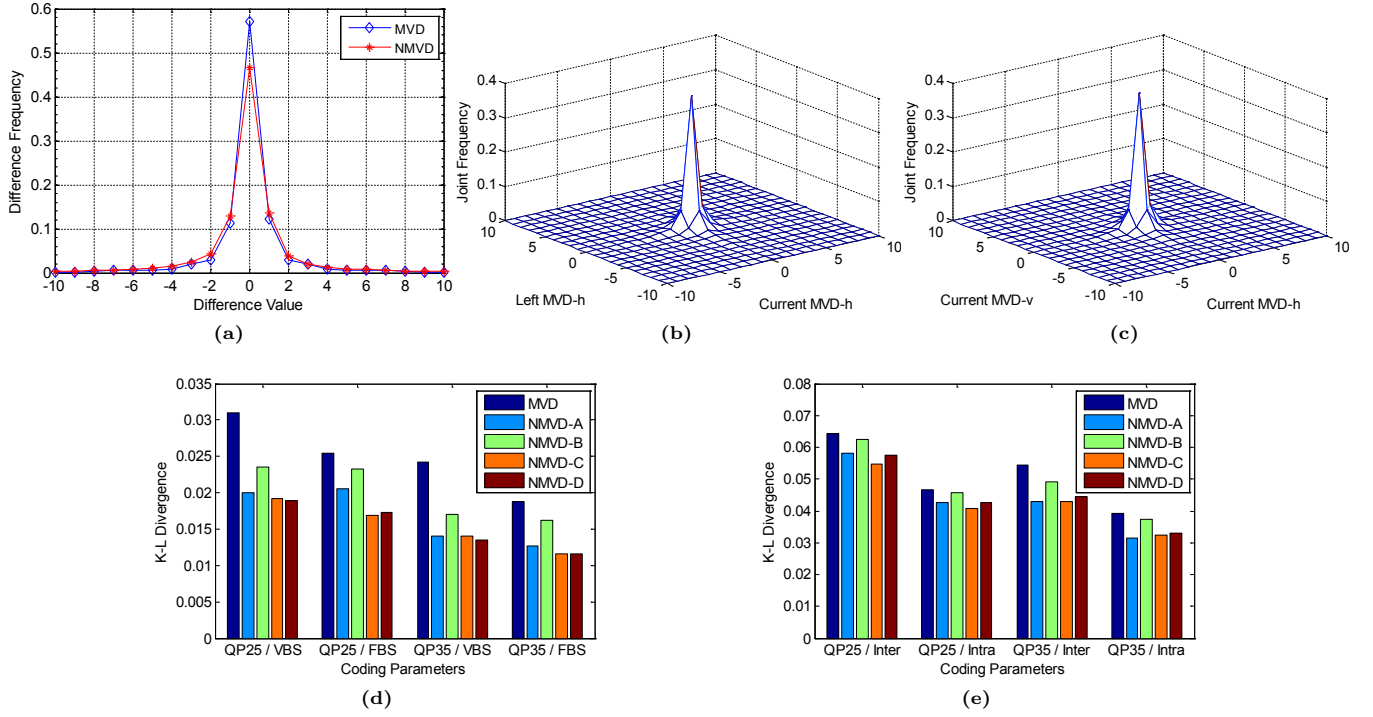 0.6
0.5
0.4
0.3
0.2
0.1
0
-10 -8 -6 -4 -2 0 2 4 6 8 10
Difference Frequency
Difference Value
MVD
NMVD
(a)
0.4
0.3
0.2
0.1
0
Joint Frequency
10
5
0
-5
-10
Left MVD-h
-10
-5
0
5
10
Current MVD-h
(b)
0.4
0.3
0.2
0.1
0
Joint Frequency
10
5
0
-5
-10
Current MVD-v
-10
-5
0
5
10
Current MVD-h
(c)
0.035
0.03
0.025
0.02
0.015
0.01
0.005
0
K-L Divergence
MVD
NMVD-A
NMVD-B
NMVD-C
NMVD-D
QP25 / VBS QP25 / FBS QP35 / VBS QP35 / FBS
Coding Parameters
(d)
0.08
0.07
0.06
0.05
0.04
0.03
0.02
0.01
0
K-L Divergence
MVD
NMVD-A
NMVD-B
NMVD-C
NMVD-D
QP25 / Inter QP25 / Intra QP35 / Inter QP35 / Intra
Coding Parameters
(e)